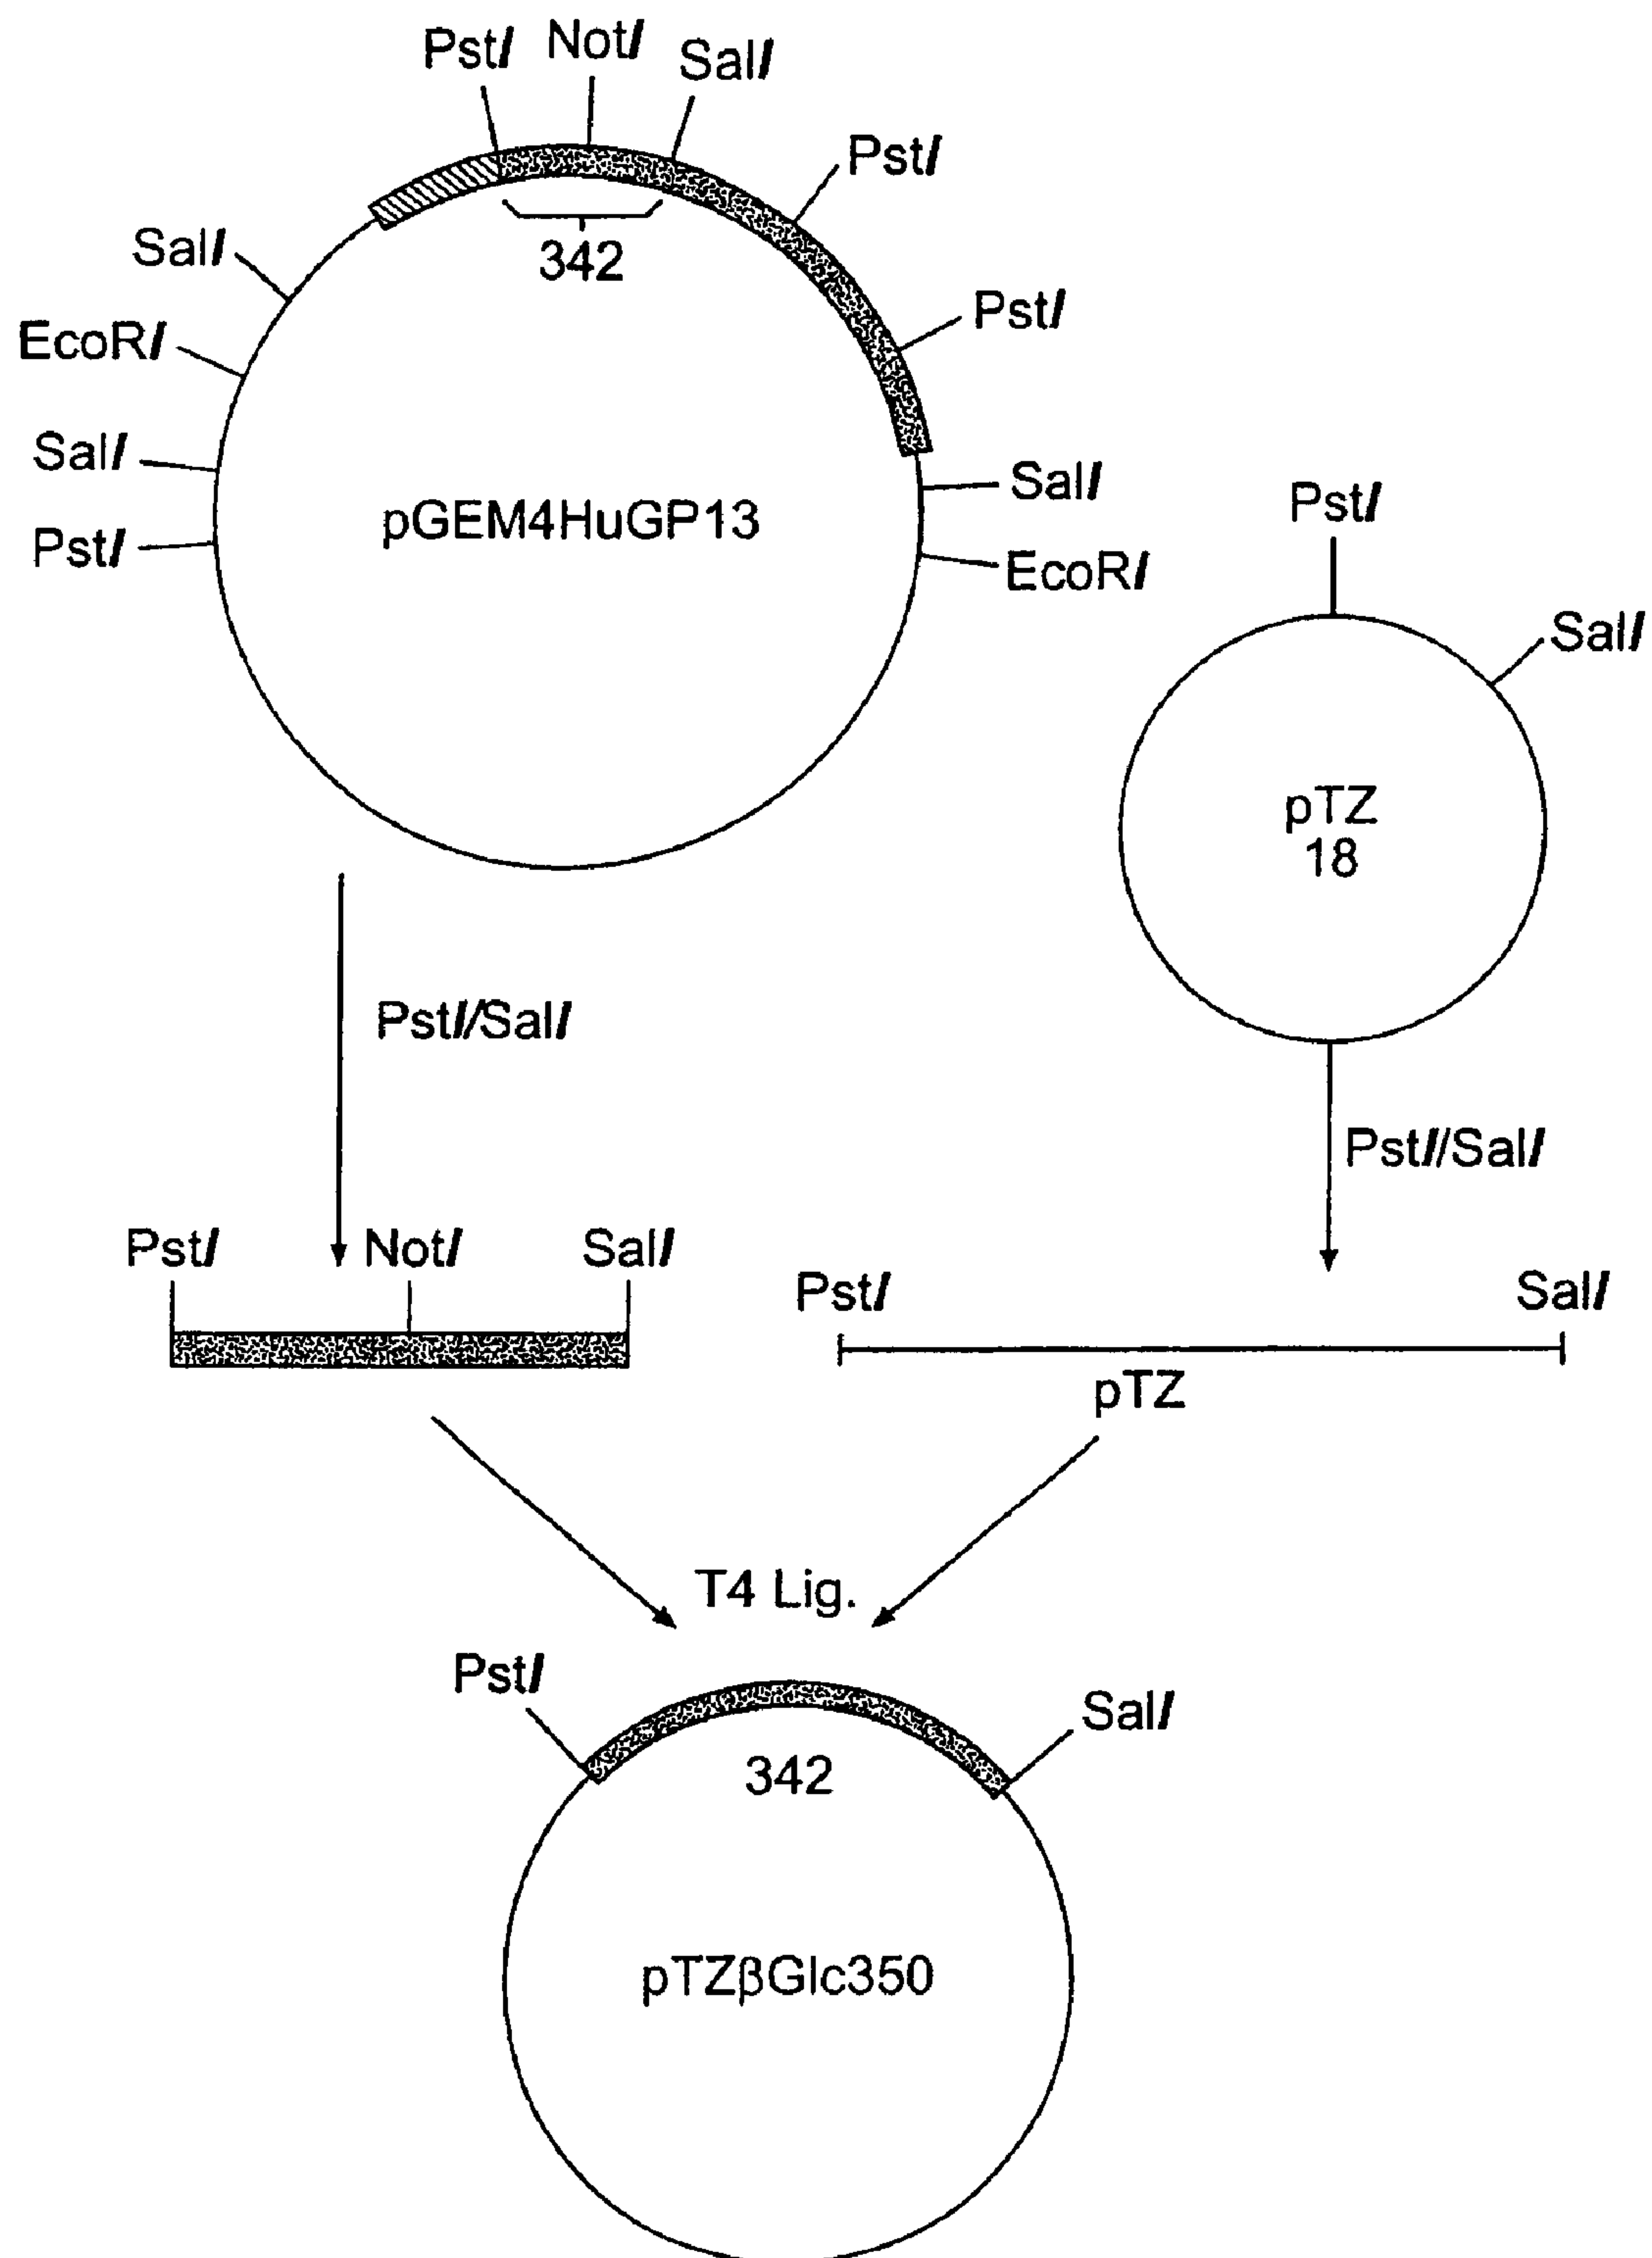 PstI
NotI
SalI
PstI
SalI
342
PstI
EcoRI
SalI
SalI
PstI
pGEM4HuGP13
PstI
EcoRI
SalI
pTZ
18
PstI/SalI
PstI/SalI
PstI
NotI
SalI
PstI
SalI
pTZ
T4 Lig.
PstI
SalI
342
pTZβGlc350